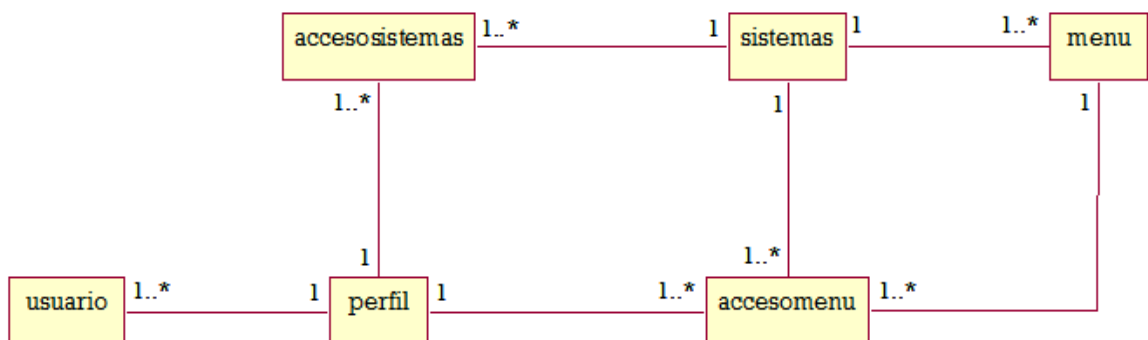 accesosistemas 1..* 1 sistemas 1 1..* menu
1..* 1 1
1 1..*
usuario 1..* 1 perfil 1 1..* accesomenu 1..*